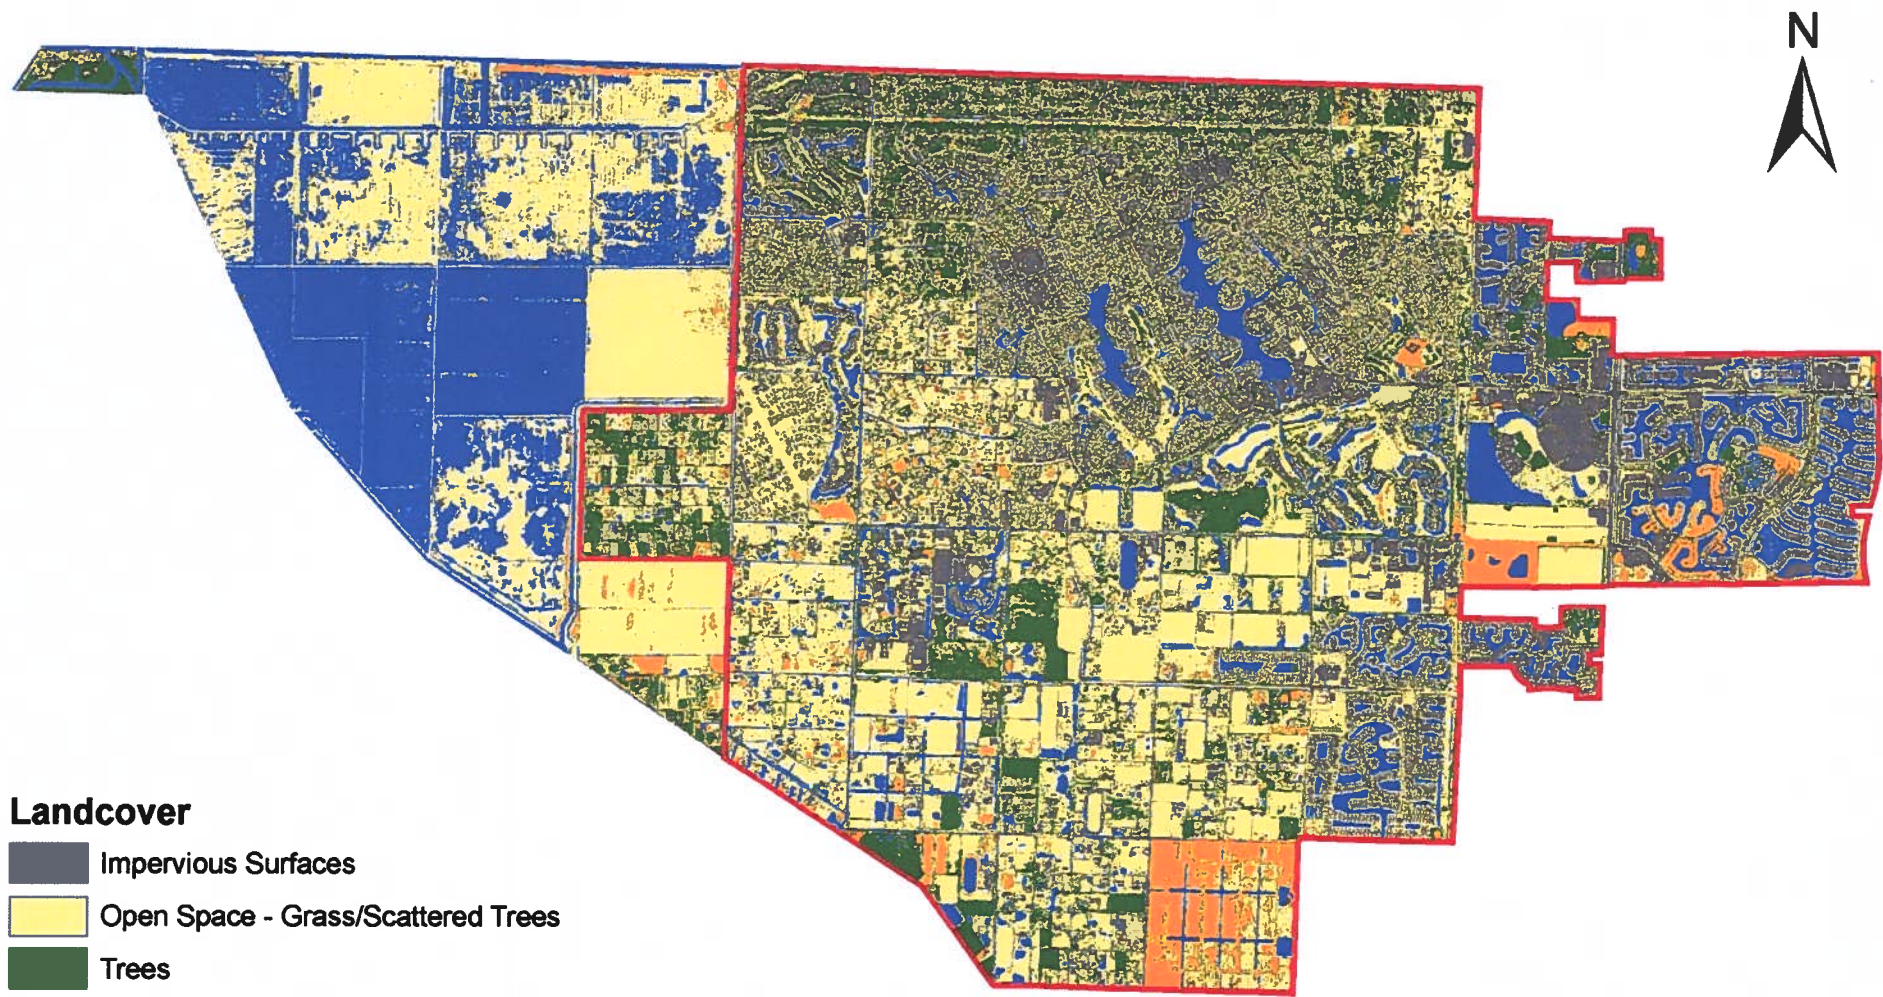 N
Landcover
Impervious Surfaces
Open Space - Grass/Scattered Trees
Trees